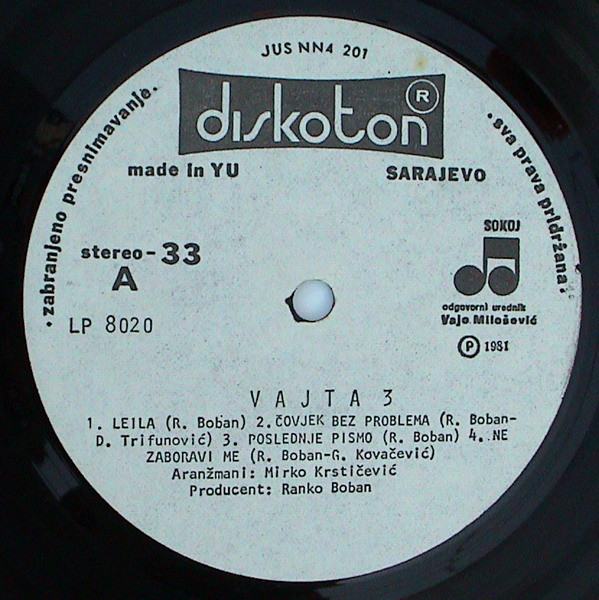 JUS NN4 201
diskoton ®
• zabranjeno presnimavanje •
• sva prava pridržana •
made in YU
SARAJEVO
stereo - 33
A
LP 8020
SOKOJ
odgovorni urednik
Vajo Milošević
Ⓟ 1981
VAJTA 3
1. LEILA (R. Boban) 2. ČOVJEK BEZ PROBLEMA (R. Boban-
D. Trifunović) 3. POSLEDNJE PISMO (R. Boban) 4. NE
ZABORAVI ME (R. Boban-G. Kovačević)
Aranžmani: Mirko Krstičević
Producent: Ranko Boban